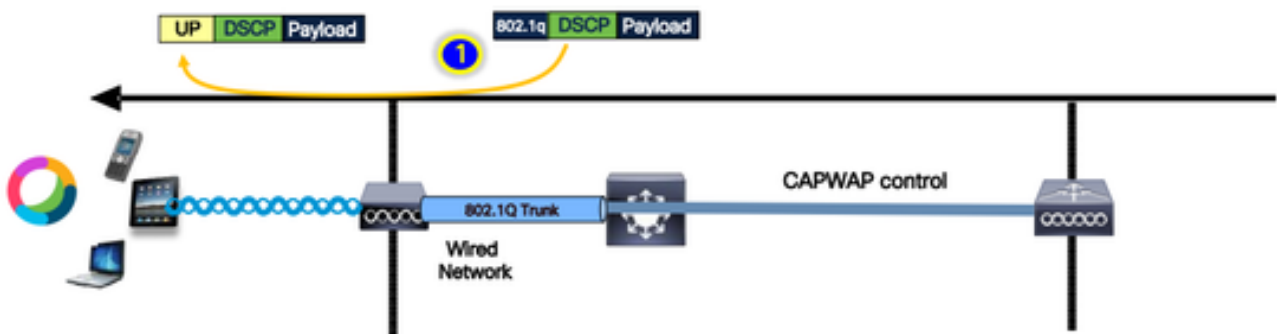 UP DSCP Payload
802.1q DSCP Payload
1
CAPWAP control
802.1Q Trunk
Wired
Network